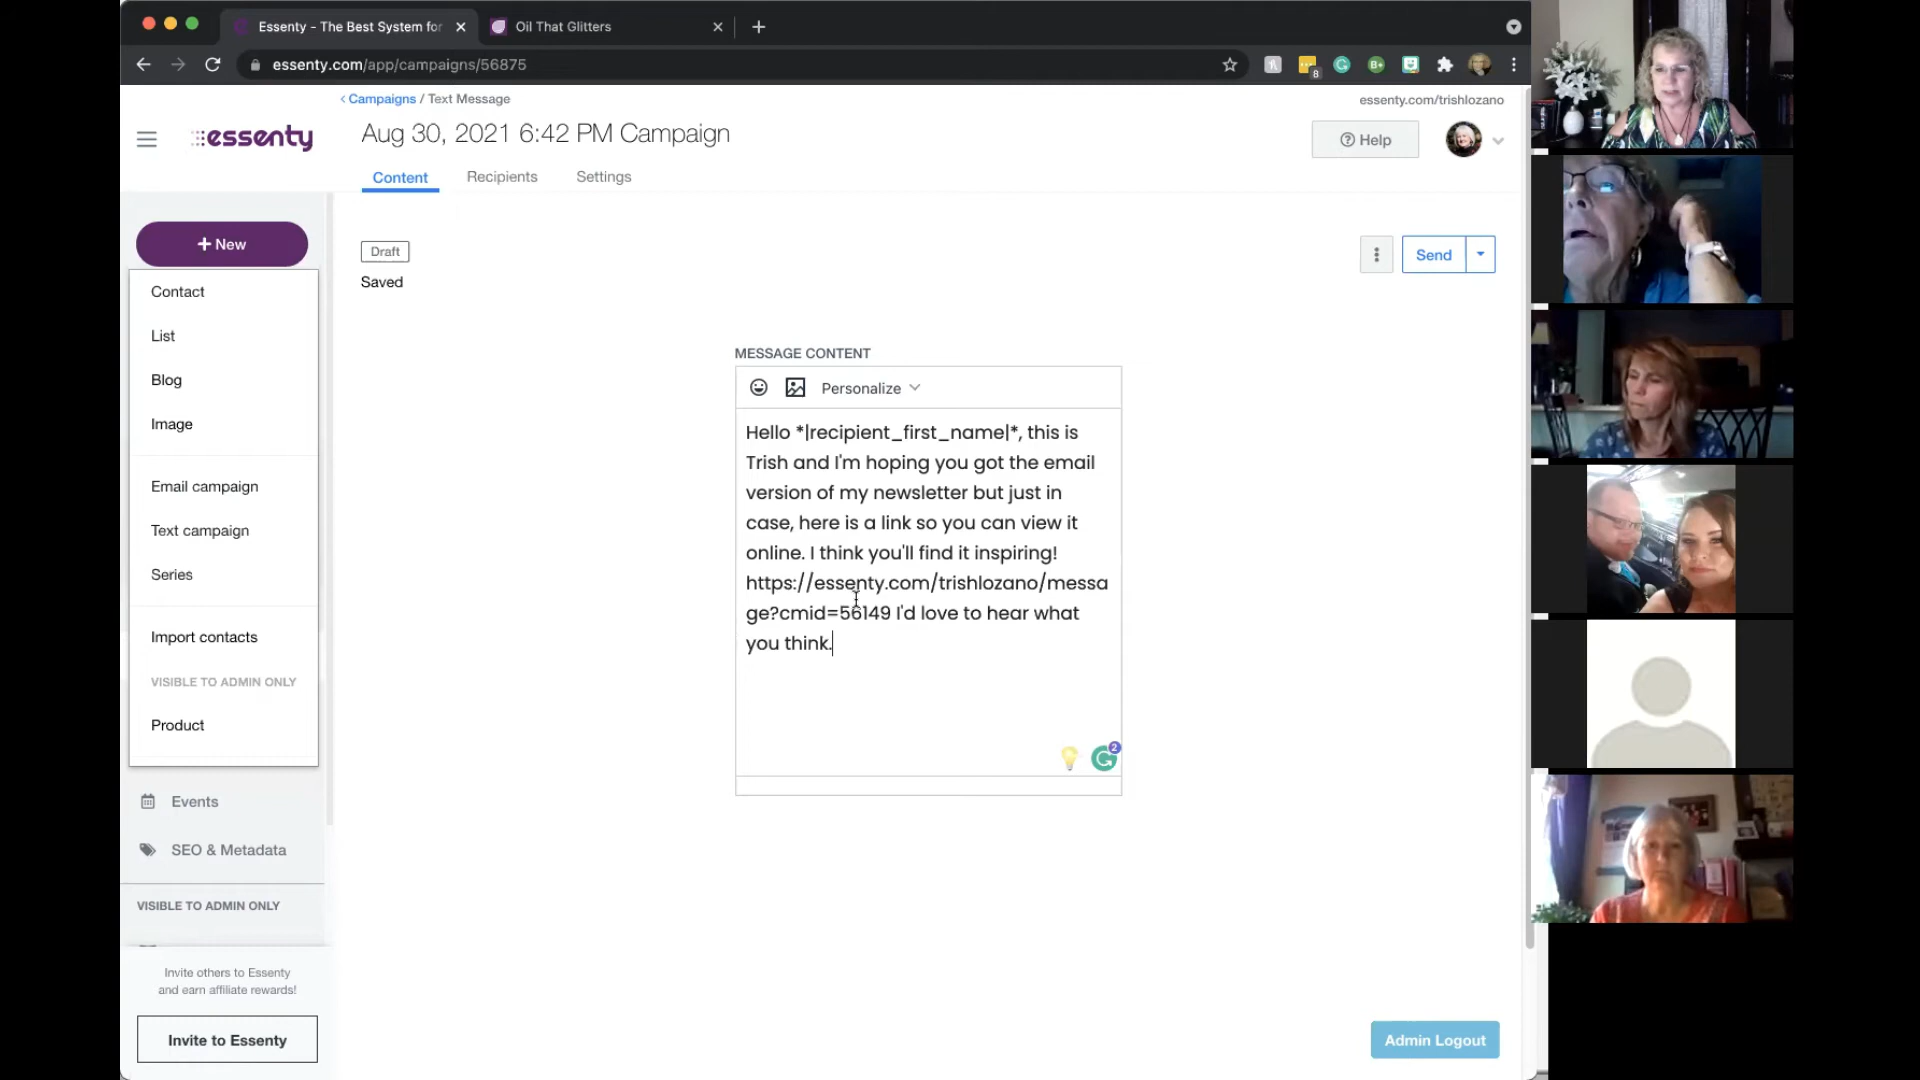 Essenty - The Best System for
Oil That Glitters
essenty.com/app/campaigns/56875
8
B+
Campaigns / Text Message
essenty.com/trishlozano
essenty
Aug 30, 2021 6:42 PM Campaign
Help
Content
Recipients
Settings
+ New
Draft
Saved
Send
Contact
List
Blog
Image
Email campaign
Text campaign
Series
Import contacts
VISIBLE TO ADMIN ONLY
Product
MESSAGE CONTENT
Personalize
Hello *|recipient_first_name|*, this is
Trish and I'm hoping you got the email
version of my newsletter but just in
case, here is a link so you can view it
online. I think you'll find it inspiring!
https://essenty.com/trishlozano/messa
ge?cmid=56149 I'd love to hear what
you think.
2
Events
SEO & Metadata
VISIBLE TO ADMIN ONLY
Invite others to Essenty
and earn affiliate rewards!
Invite to Essenty
Admin Logout